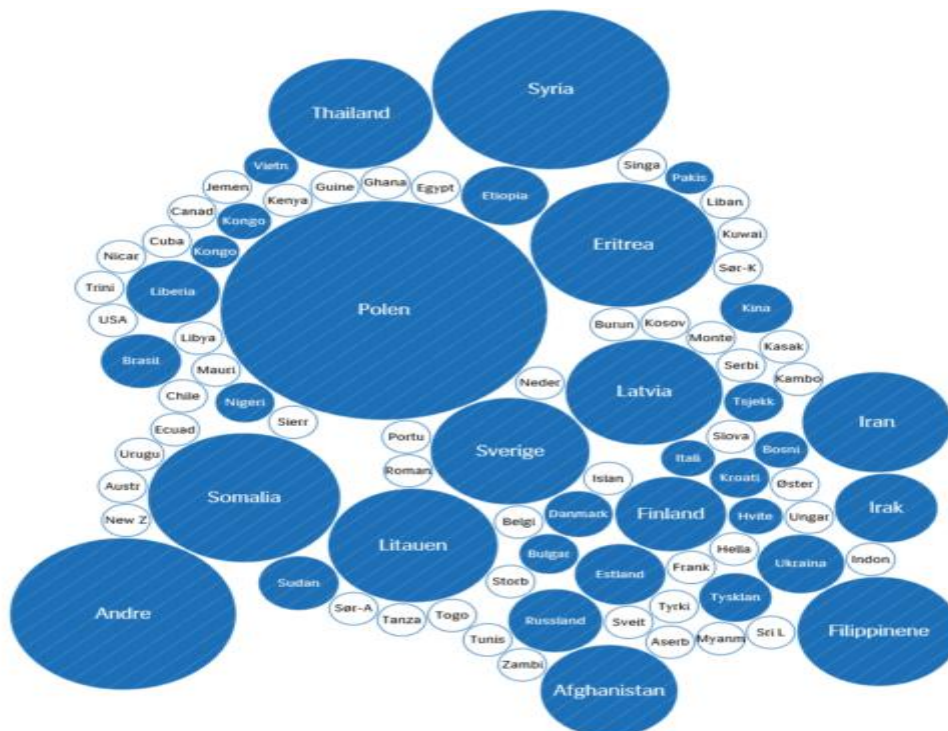 Syria
Thailand
Vietn
Singa
Pakis
Jemen
Kenya
Guine
Ghana
Egypt
Etiopia
Liban
Canad
Kongo
Kuwai
Cuba
Kongo
Eritrea
Nicar
Sør-K
Trini
Liberia
Polen
Kina
USA
Libya
Burun
Kosov
Monte
Kasak
Brasil
Mauri
Serbi
Kambo
Neder
Latvia
Chile
Nigeri
Tsjekk
Sierr
Iran
Ecuad
Portu
Slova
Urugu
Sverige
Itali
Bosni
Roman
Islan
Kroati
Øster
Austr
Somalia
New Z
Belgi
Danmark
Finland
Hvite
Ungar
Irak
Litauen
Bulgar
Hella
Indon
Sudan
Storb
Estland
Frank
Ukraina
Andre
Sør-A
Tanza
Togo
Russland
Sveit
Tyrki
Tysklan
Tunis
Aserb
Myanm
Sri L
Filippinene
Zambi
Afghanistan